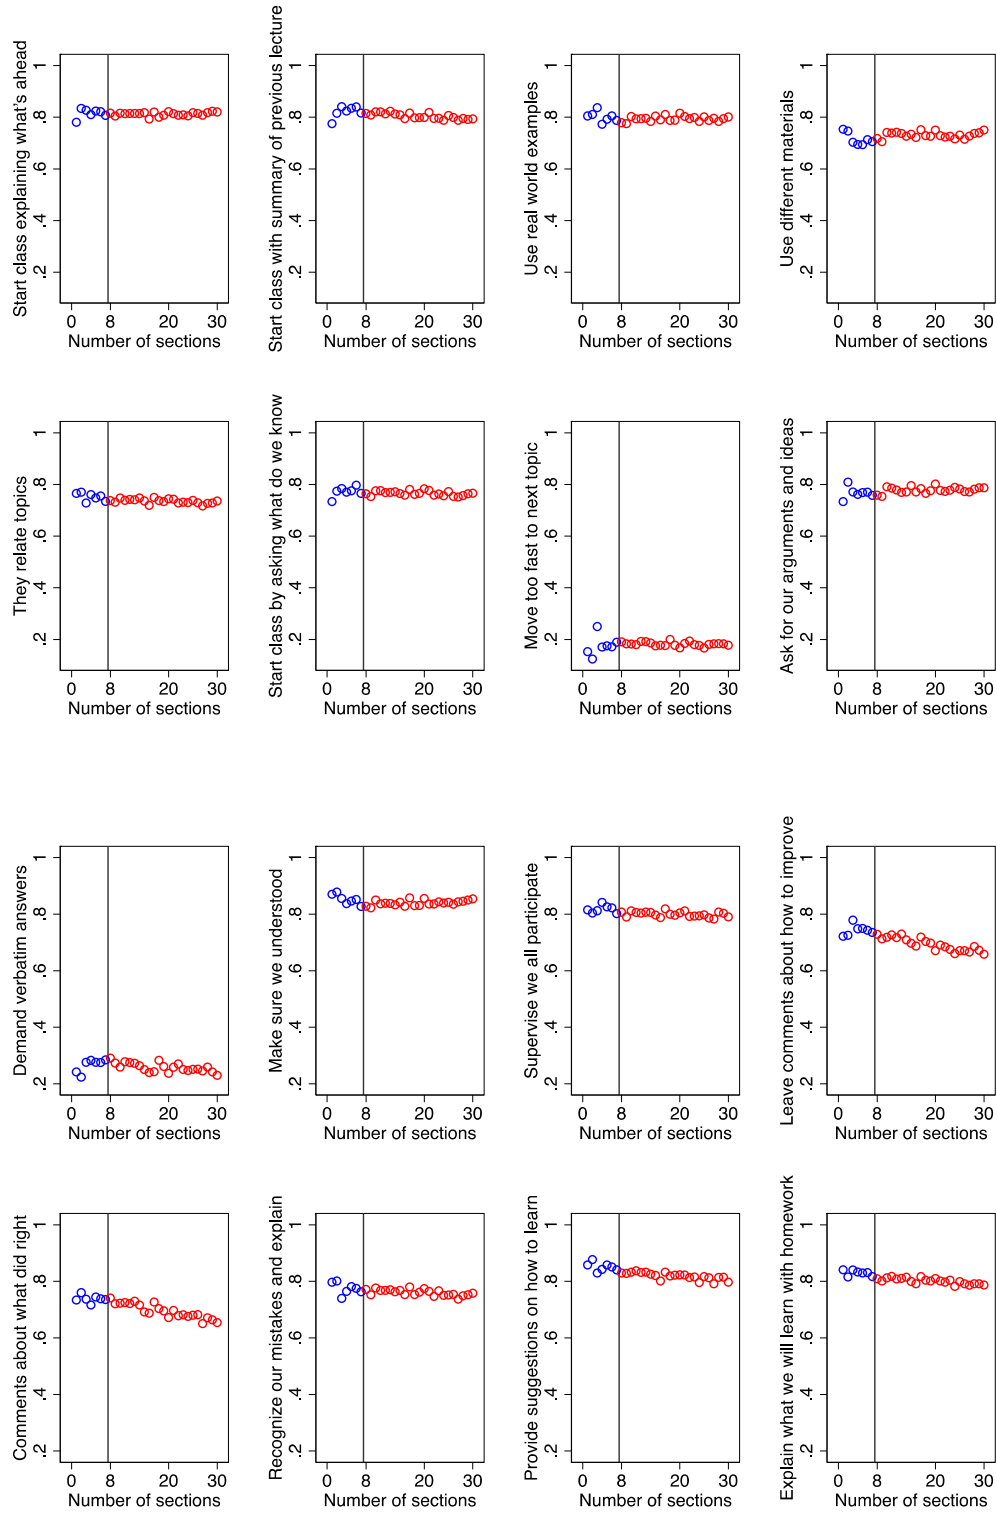 Start class explaining what's ahead
1
.8
.6
.4
.2
0 8 20 30
Number of sections
Start class with summary of previous lecture
1
.8
.6
.4
.2
0 8 20 30
Number of sections
Use real world examples
1
.8
.6
.4
.2
0 8 20 30
Number of sections
Use different materials
1
.8
.6
.4
.2
0 8 20 30
Number of sections
They relate topics
1
.8
.6
.4
.2
0 8 20 30
Number of sections
Start class by asking what do we know
1
.8
.6
.4
.2
0 8 20 30
Number of sections
Move too fast to next topic
1
.8
.6
.4
.2
0 8 20 30
Number of sections
Ask for our arguments and ideas
1
.8
.6
.4
.2
0 8 20 30
Number of sections
Demand verbatim answers
1
.8
.6
.4
.2
0 8 20 30
Number of sections
Make sure we understood
1
.8
.6
.4
.2
0 8 20 30
Number of sections
Supervise we all participate
1
.8
.6
.4
.2
0 8 20 30
Number of sections
Leave comments about how to improve
1
.8
.6
.4
.2
0 8 20 30
Number of sections
Comments about what did right
1
.8
.6
.4
.2
0 8 20 30
Number of sections
Recognize our mistakes and explain
1
.8
.6
.4
.2
0 8 20 30
Number of sections
Provide suggestions on how to learn
1
.8
.6
.4
.2
0 8 20 30
Number of sections
Explain what we will learn with homework
1
.8
.6
.4
.2
0 8 20 30
Number of sections